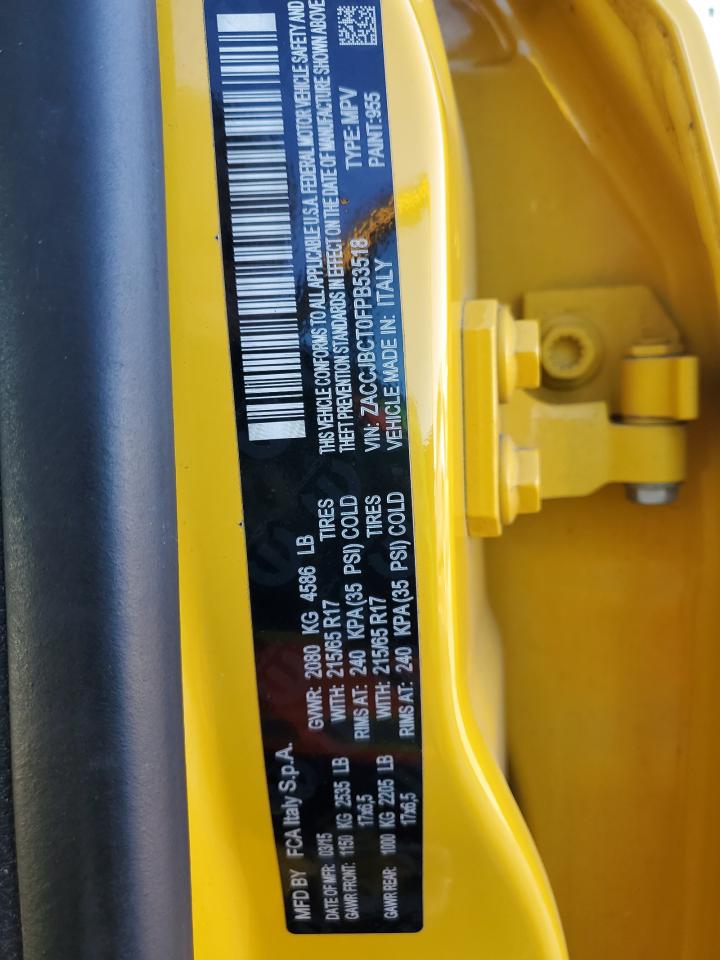 MFD BY FCA Italy S.p.A.
DATE OF MFR: 03/15
GVWR: 2080 KG 4586 LB
GAWR FRONT: 1150 KG 2535 LB
WITH: 215/65 R17 TIRES
17x6,5
RIMS AT: 240 KPA(35 PSI) COLD
GAWR REAR: 1000 KG 2205 LB
WITH: 215/65 R17 TIRES
17x6,5
RIMS AT: 240 KPA(35 PSI) COLD
THIS VEHICLE CONFORMS TO ALL APPLICABLE U.S.A. FEDERAL MOTOR VEHICLE SAFETY AND
THEFT PREVENTION STANDARDS IN EFFECT ON THE DATE OF MANUFACTURE SHOWN ABOVE
VIN: ZACCJBCT0FPB53518 TYPE: MPV
VEHICLE MADE IN: ITALY PAINT:955